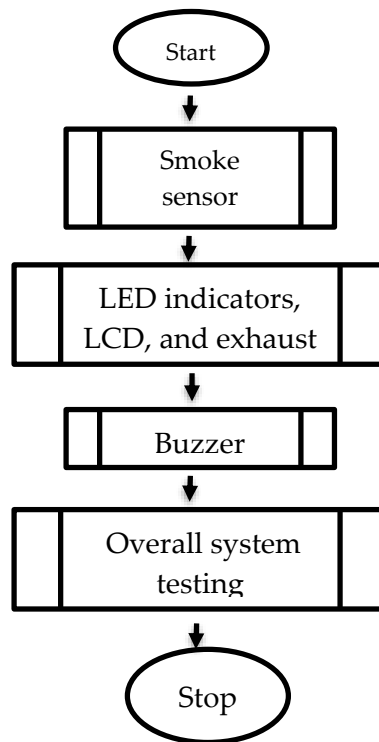 Start
Smoke
sensor
LED indicators,
LCD, and exhaust
Buzzer
Overall system
testing
Stop